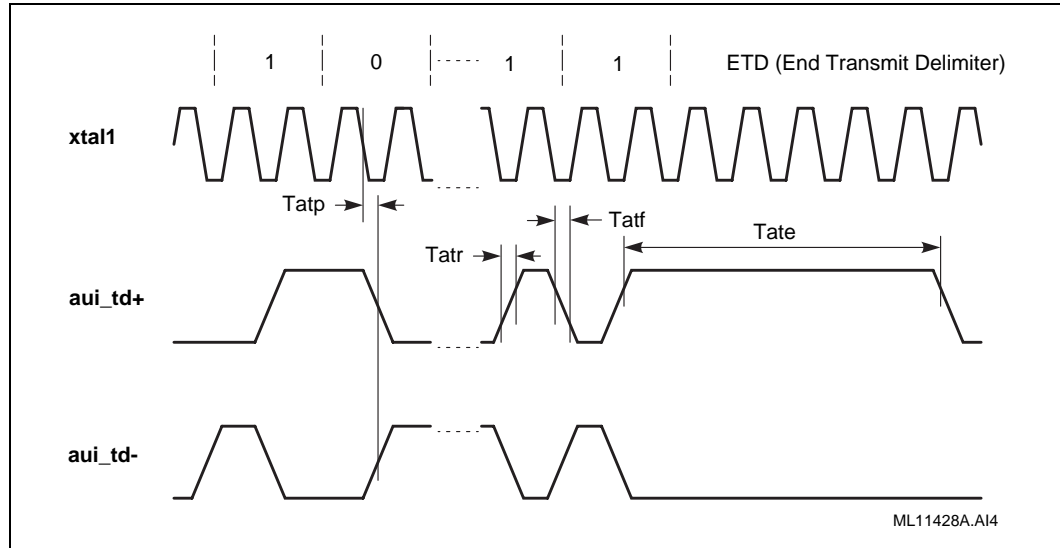 1 0 1 1 ETD (End Transmit Delimiter)
xtal1
Tatp
Tatf
Tatr
Tate
aui_td+
aui_td-
ML11428A.AI4